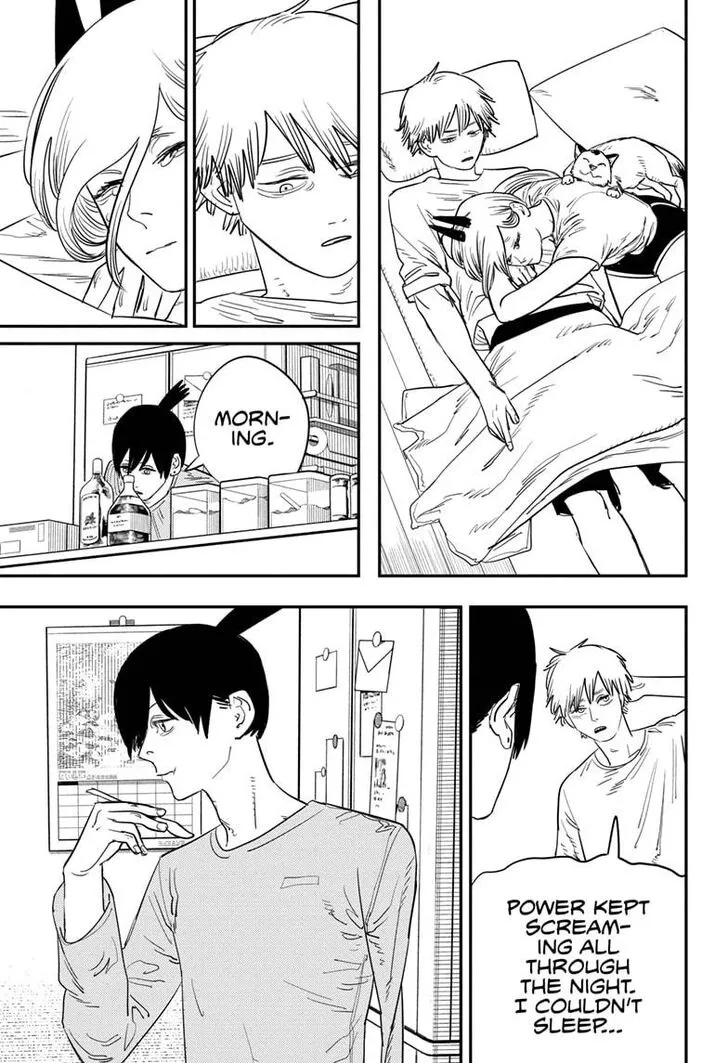 MORN-
ING.
POWER KEPT
SCREAM-
ING ALL
THROUGH
THE NIGHT.
I COULDN'T
SLEEP...